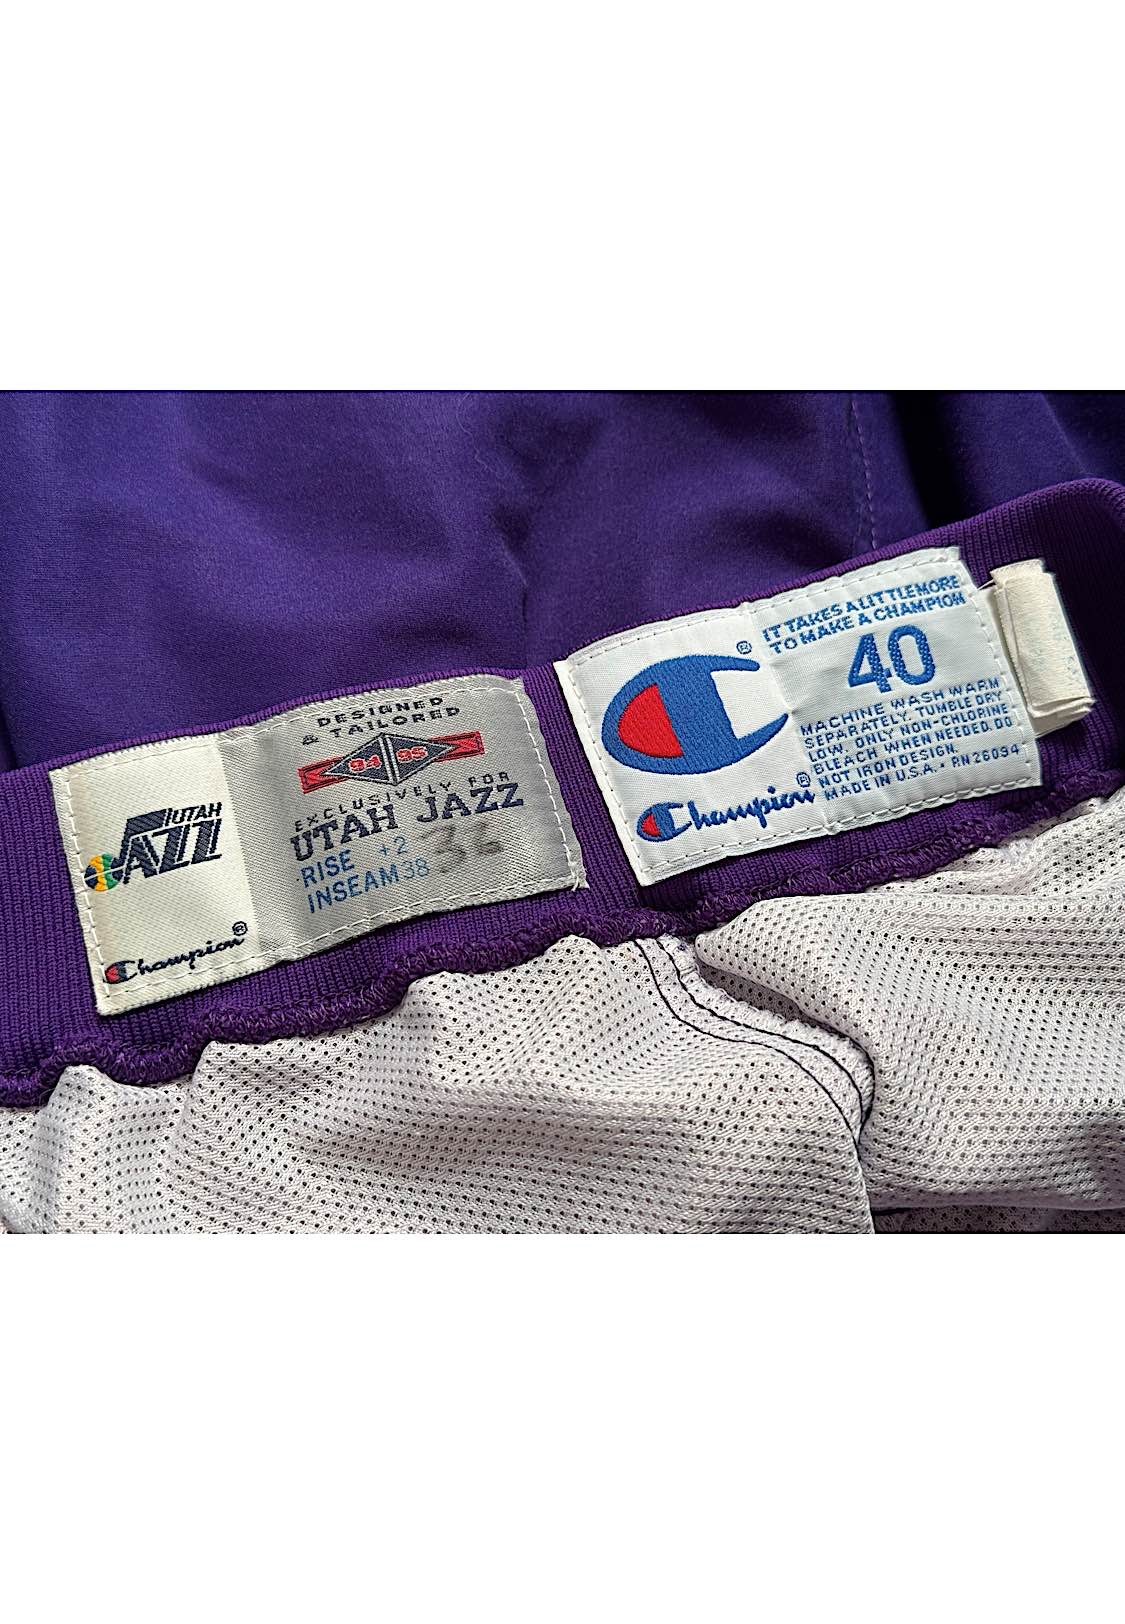 UTAH
JAZZ
Champion®
DESIGNED
& TAILORED
94 95
EXCLUSIVELY FOR
UTAH JAZZ
RISE +2
INSEAM 38
®
Champion®
IT TAKES A LITTLE MORE
TO MAKE A CHAMPION
40
MACHINE WASH WARM
SEPARATELY. TUMBLE DRY
LOW. ONLY NON-CHLORINE
BLEACH WHEN NEEDED. DO
NOT IRON DESIGN.
MADE IN U.S.A. • RN 26094